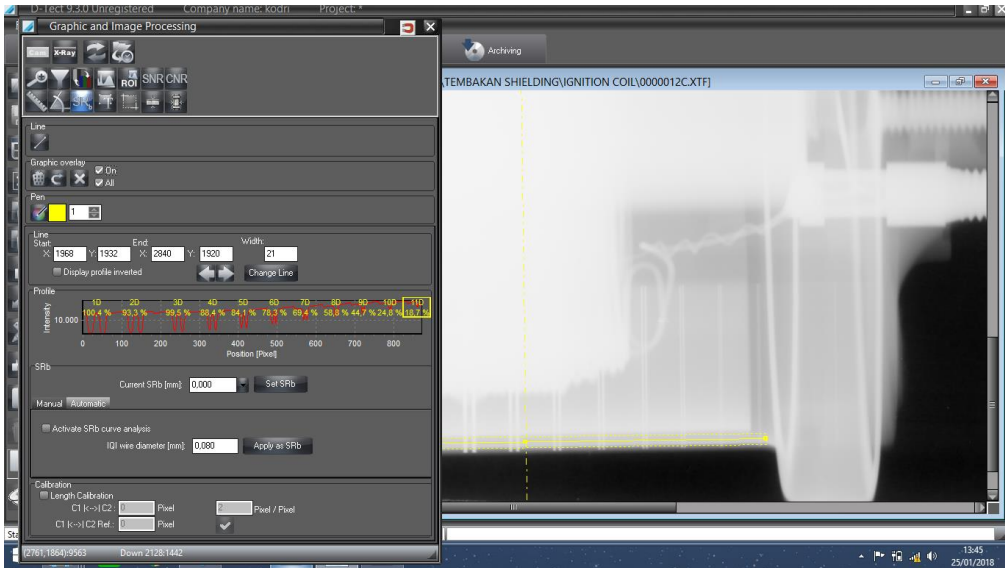 D-Tect 9.3.0 Unregistered Company name: kodri Project: *
Graphic and Image Processing
Cam X-Ray
ROI SNR CNR
SRb
Archiving
\TEMBAKAN SHIELDING\IGNITION COIL\0000012C.XTF]
Line
Graphic overlay
On
All
Pen
1
Line
Start: End: Width:
X: 1968 Y: 1932 X: 2840 Y: 1920 21
Display profile inverted Change Line
Profile
1D 2D 3D 4D 5D 6D 7D 8D 9D 10D 11D
100,4 % 93,3 % 99,5 % 88,4 % 84,1 % 78,3 % 69,4 % 58,8 % 44,7 % 24,8 % 18,7 %
Intensity
10.000
0 100 200 300 400 500 600 700 800
Position [Pixel]
SRb
Current SRb [mm]: 0,000 Set SRb
Manual Automatic
Activate SRb curve analysis
IQI wire diameter [mm]: 0,080 Apply as SRb
Calibration
Length Calibration
C1 |<-->| C2 : 0 Pixel 2 Pixel / Pixel
C1 |<-->| C2 Ref.: 0 Pixel
Sta
(2761,1864):9563 Down 2128:1442
13:45
25/01/2018